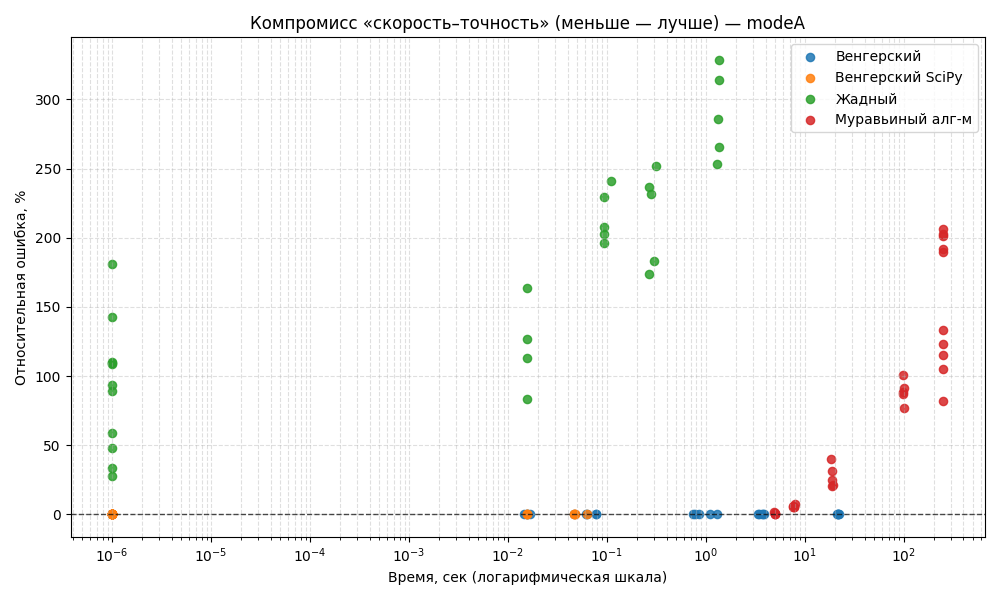 Компромисс «скорость–точность» (меньше — лучше) — modeA
Венгерский
Венгерский SciPy
Жадный
Муравьиный алг-м
Относительная ошибка, %
300
250
200
150
100
50
0
10⁻⁶
10⁻⁵
10⁻⁴
10⁻³
10⁻²
10⁻¹
10⁰
10¹
10²
Время, сек (логарифмическая шкала)